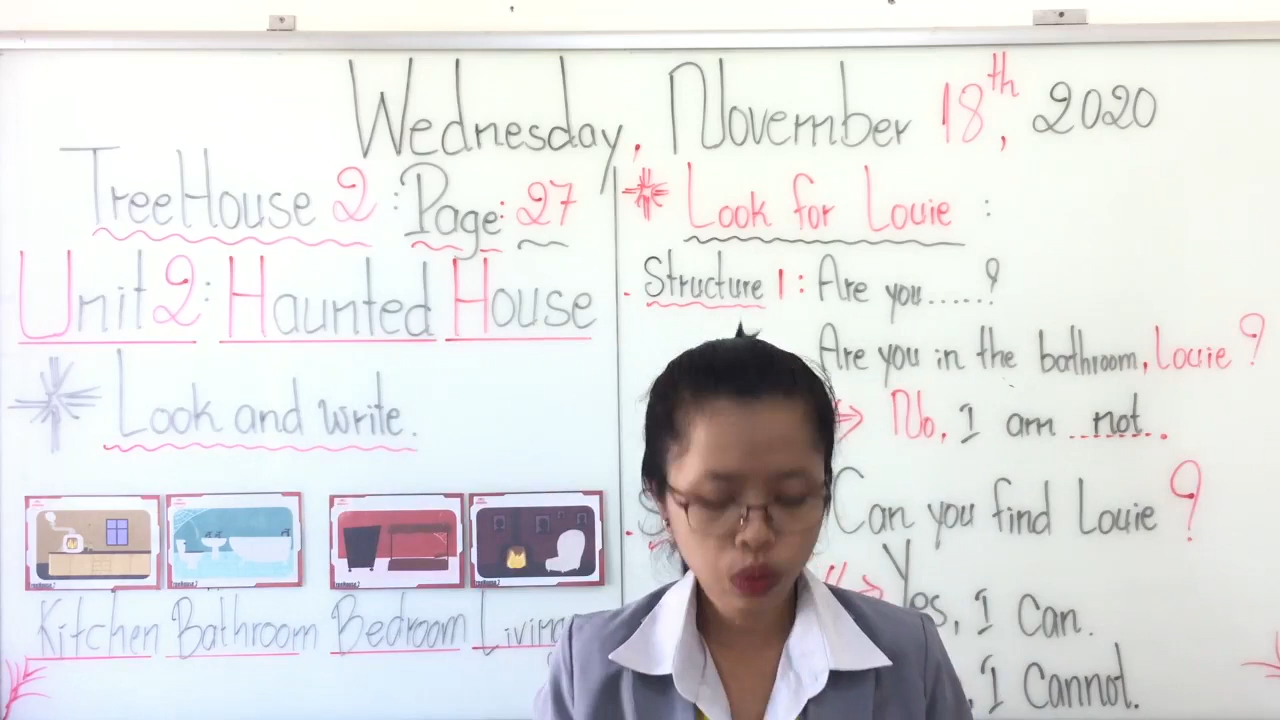 Wednesday, November 18th, 2020
TreeHouse 2 : Page: 27
Unit 2: Haunted House
Look and write.
Kitchen Bathroom Bedroom Living
Look for Louie :
Structure 1: Are you......?
Are you in the bathroom, Louie?
No, I am ...not...
Can you find Louie?
Yes, I Can.
, I Cannot.